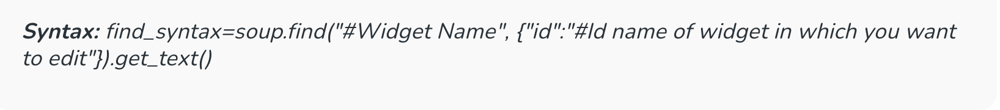 Syntax: find_syntax=soup.find("#Widget Name", {"id":"#Id name of widget in which you want
to edit"}).get_text()